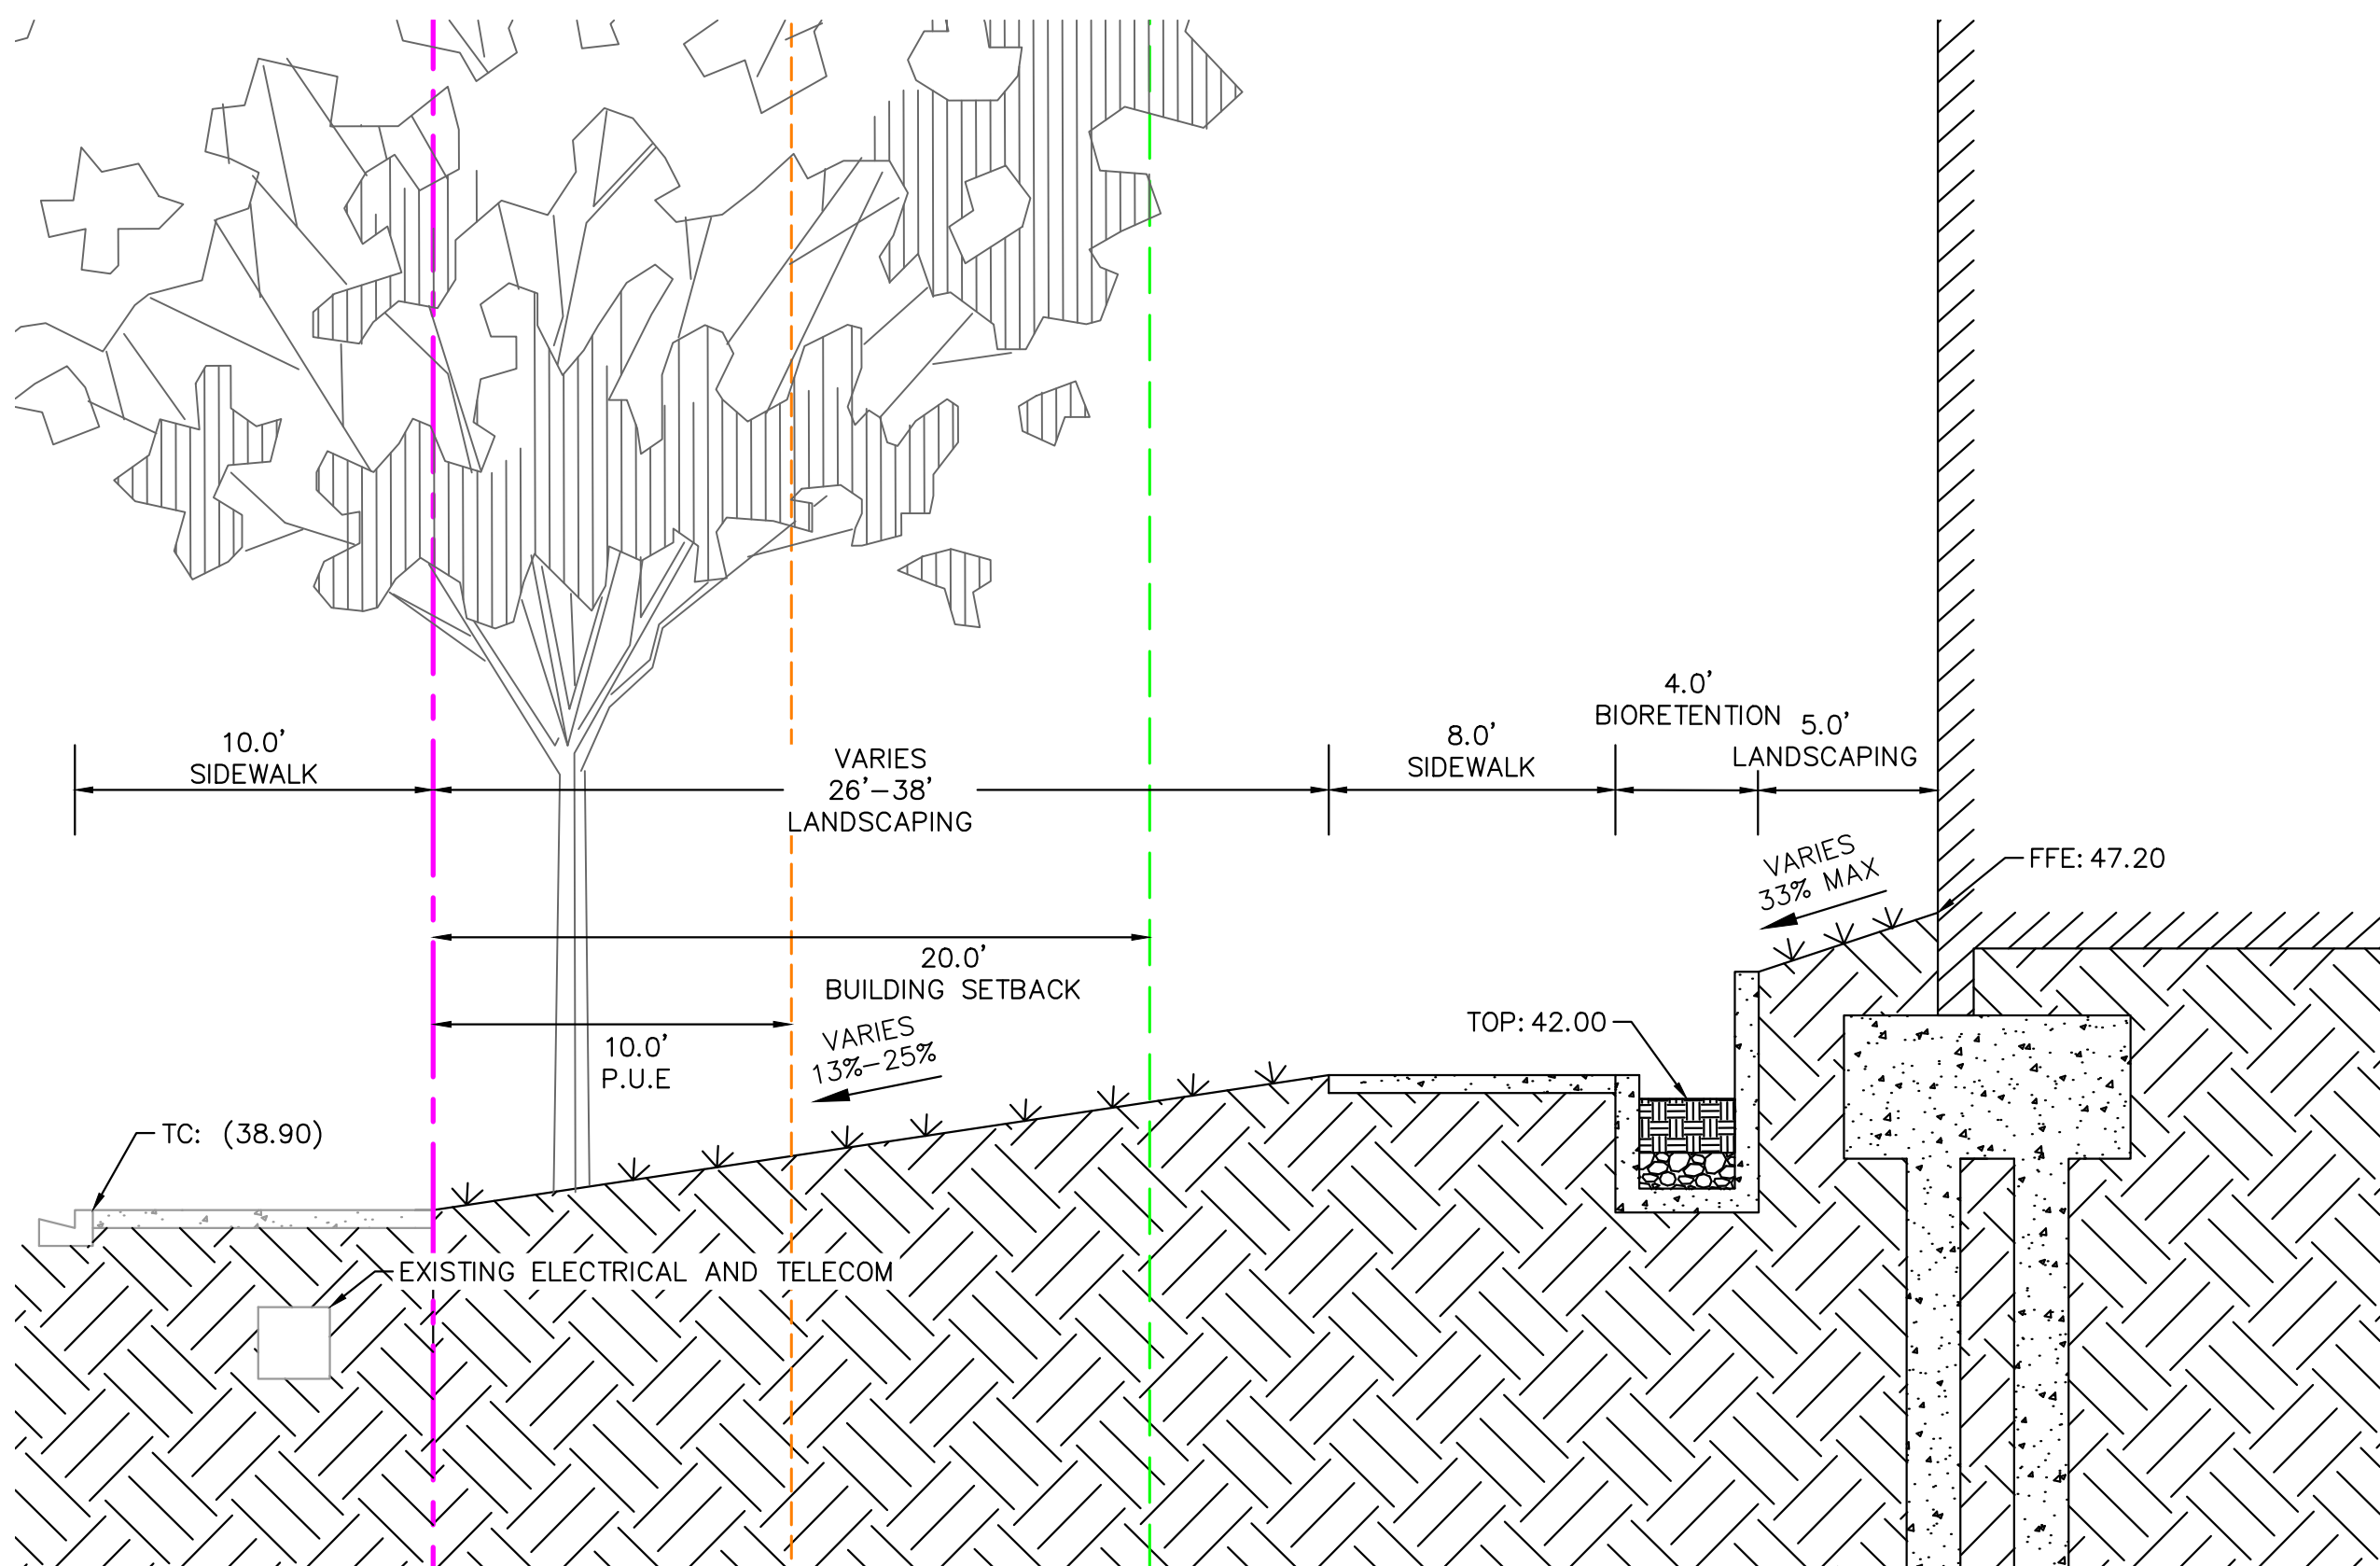 4.0'
BIORETENTION
10.0'
SIDEWALK
VARIES
26'-38'
LANDSCAPING
8.0'
SIDEWALK
5.0'
LANDSCAPING
VARIES
33% MAX
FFE: 47.20
20.0'
BUILDING SETBACK
10.0'
P.U.E
VARIES
13%-25%
TOP: 42.00
TC: (38.90)
EXISTING ELECTRICAL AND TELECOM